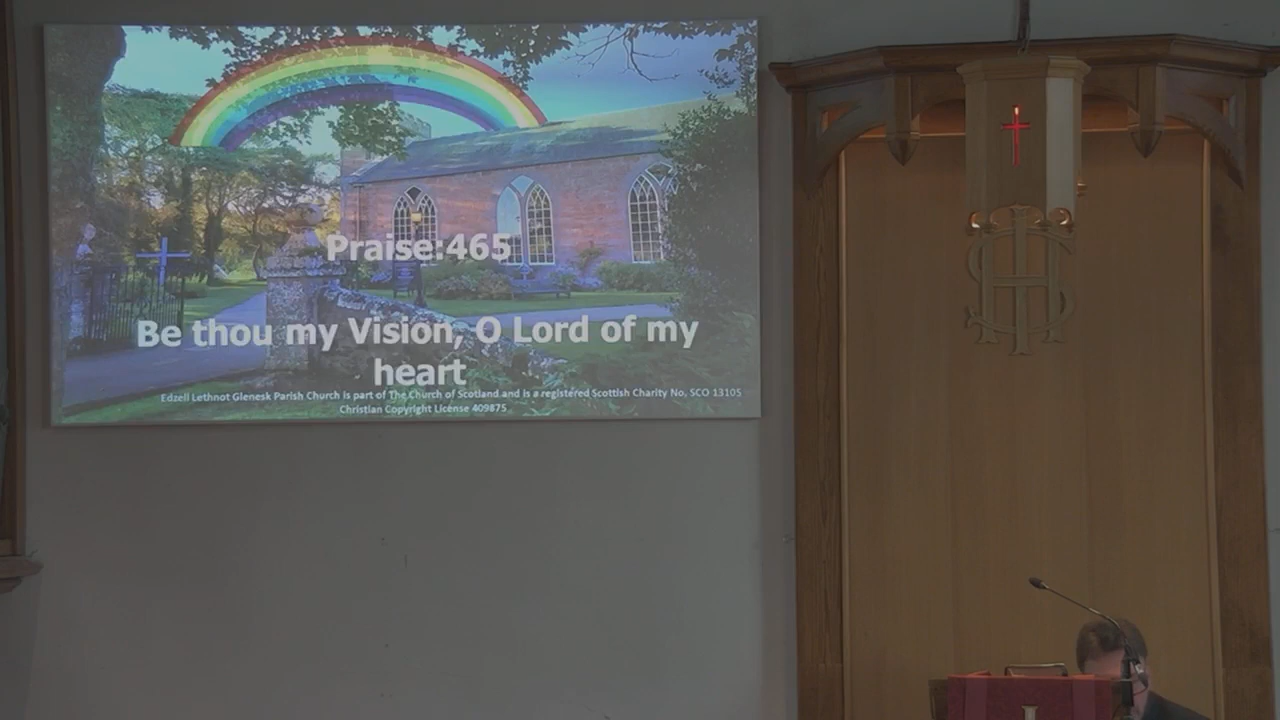 Praise:465
Be thou my Vision, O Lord of my
heart
Edzell Lethnot Glenesk Parish Church is part of The Church of Scotland and is a registered Scottish Charity No, SCO 13105
Christian Copyright License 409875
IHS